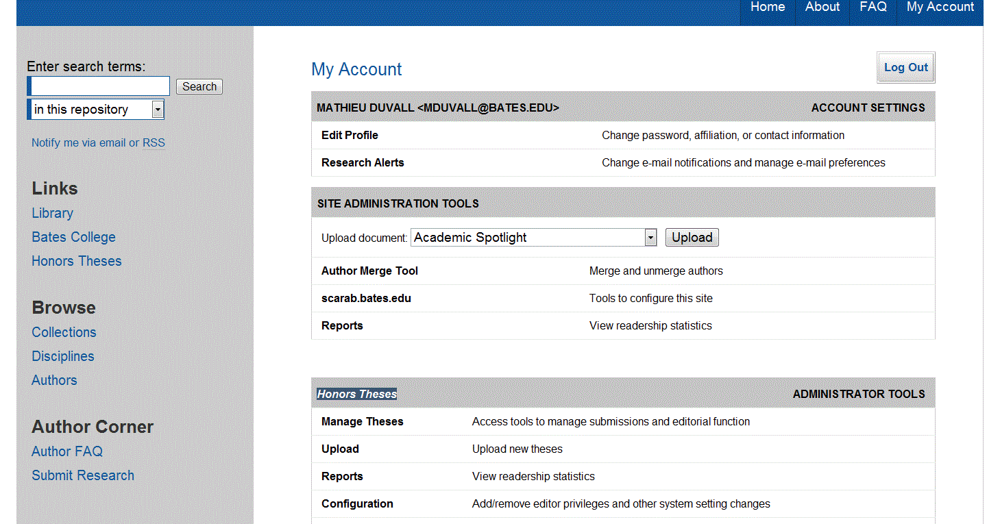 Home About FAQ My Account
Enter search terms:
Search
in this repository
Notify me via email or RSS
Links
Library
Bates College
Honors Theses
Browse
Collections
Disciplines
Authors
Author Corner
Author FAQ
Submit Research
My Account
Log Out
MATHIEU DUVALL <MDUVALL@BATES.EDU> ACCOUNT SETTINGS
Edit Profile Change password, affiliation, or contact information
Research Alerts Change e-mail notifications and manage e-mail preferences
SITE ADMINISTRATION TOOLS
Upload document: Academic Spotlight Upload
Author Merge Tool Merge and unmerge authors
scarab.bates.edu Tools to configure this site
Reports View readership statistics
Honors Theses ADMINISTRATOR TOOLS
Manage Theses Access tools to manage submissions and editorial function
Upload Upload new theses
Reports View readership statistics
Configuration Add/remove editor privileges and other system setting changes